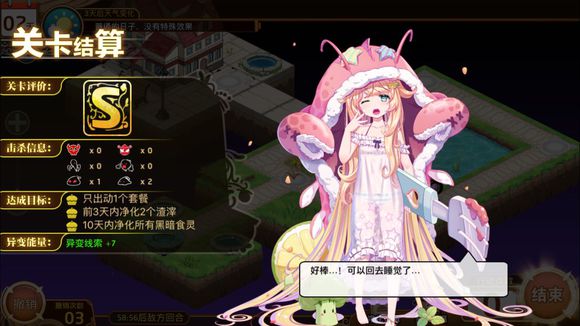 02
3天后天气变化
普通的日子，没有特殊效果
关卡结算
关卡评价：
S
击杀信息：
x 0 x 0
x 0 x 0
x 1 x 2
达成目标：
只出动1个套餐
前3天内净化2个渣滓
10天内净化所有黑暗食灵
异变能量：
异变线索 +7
好棒...！可以回去睡觉了...
撤销
撤销次数
03
58:56后敌方回合
结束